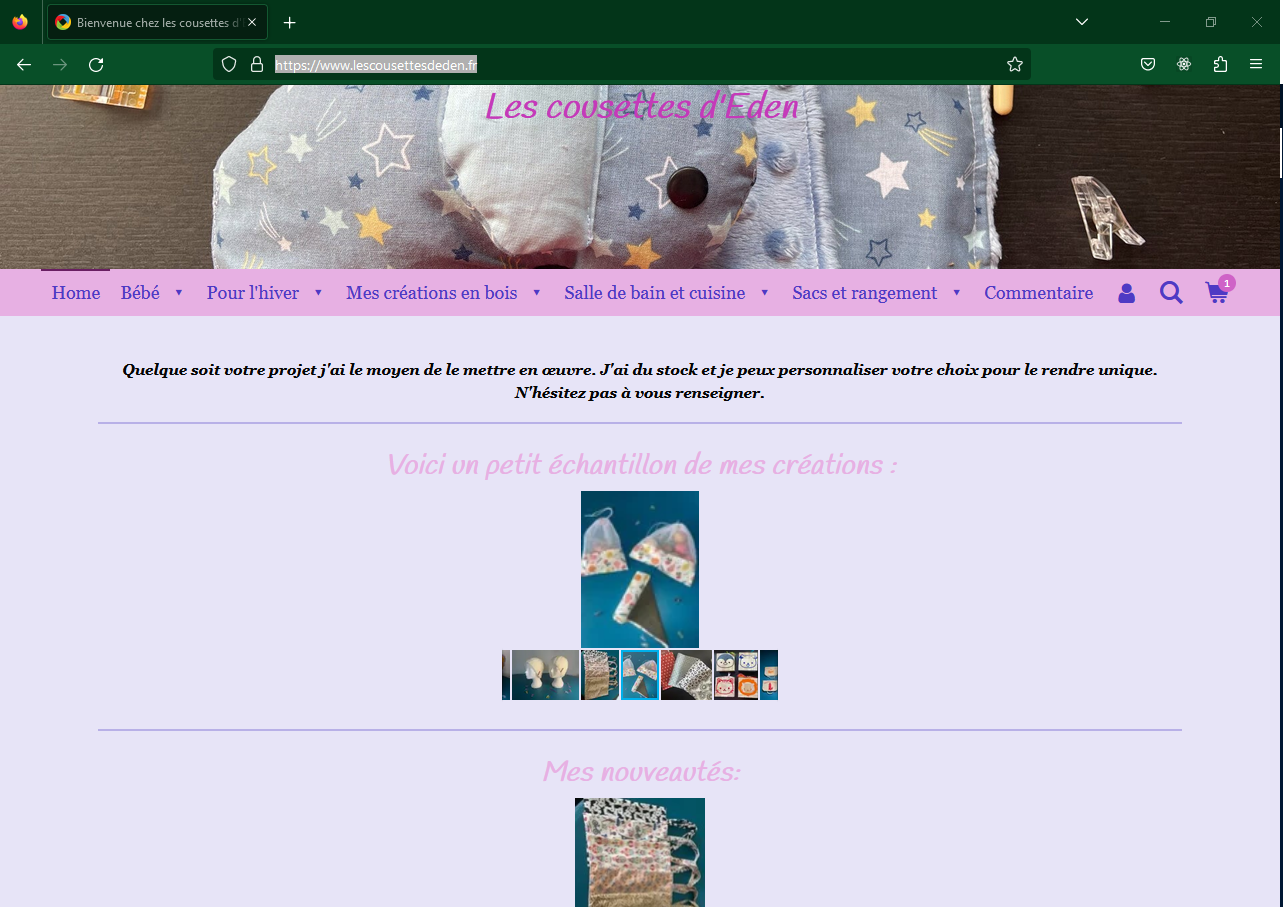 Bienvenue chez les cousettes d'
https://www.lescousettesdeden.fr
Les cousettes d'Eden
Home Bébé Pour l'hiver Mes créations en bois Salle de bain et cuisine Sacs et rangement Commentaire 1
Quelque soit votre projet j'ai le moyen de le mettre en œuvre. J'ai du stock et je peux personnaliser votre choix pour le rendre unique.
N'hésitez pas à vous renseigner.
Voici un petit échantillon de mes créations :
Mes nouveautés: